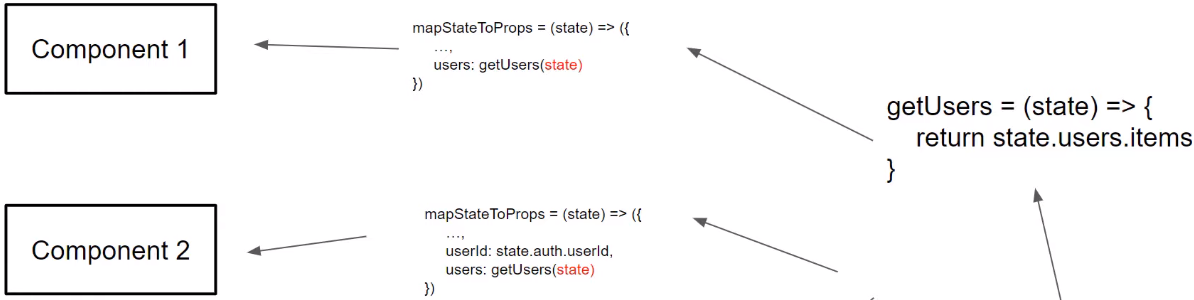 Component 1
mapStateToProps = (state) => ({
...,
users: getUsers(state)
})
getUsers = (state) => {
return state.users.items
}
Component 2
mapStateToProps = (state) => ({
...,
userId: state.auth.userId,
users: getUsers(state)
})